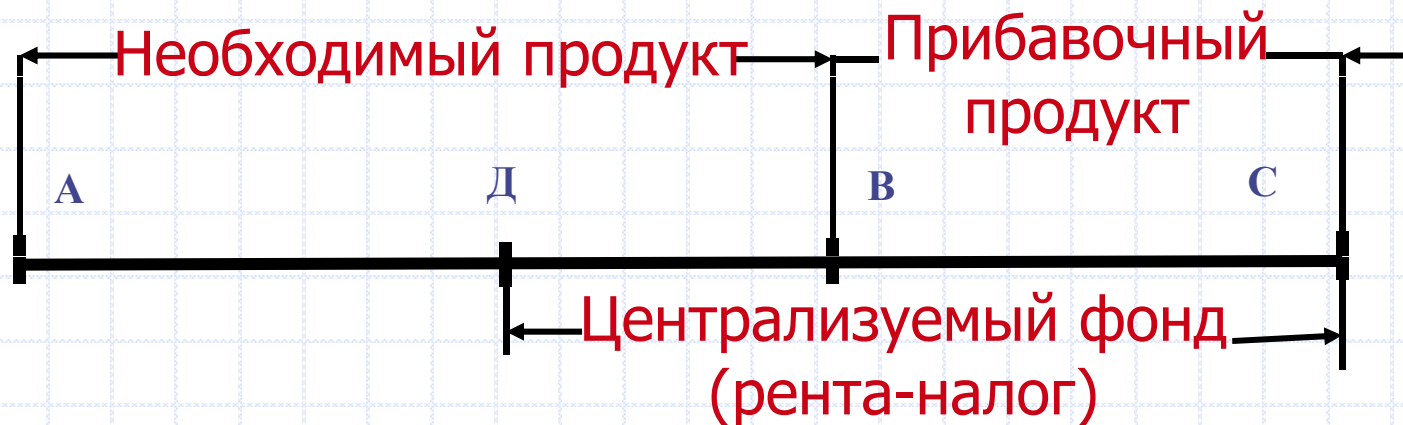 Необходимый продукт
Прибавочный
продукт
А
Д
В
С
Централизуемый фонд
(рента-налог)